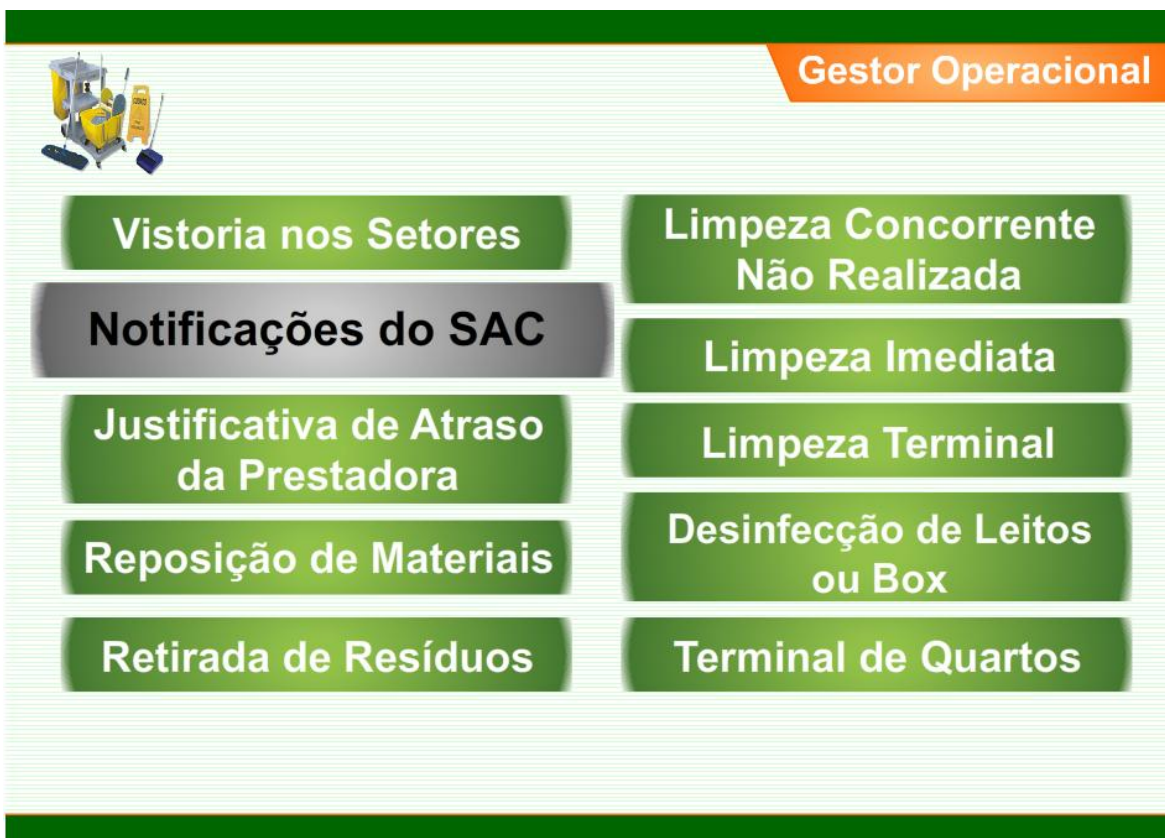 Gestor Operacional
Vistoria nos Setores
Notificações do SAC
Justificativa de Atraso
da Prestadora
Reposição de Materiais
Retirada de Resíduos
Limpeza Concorrente
Não Realizada
Limpeza Imediata
Limpeza Terminal
Desinfecção de Leitos
ou Box
Terminal de Quartos